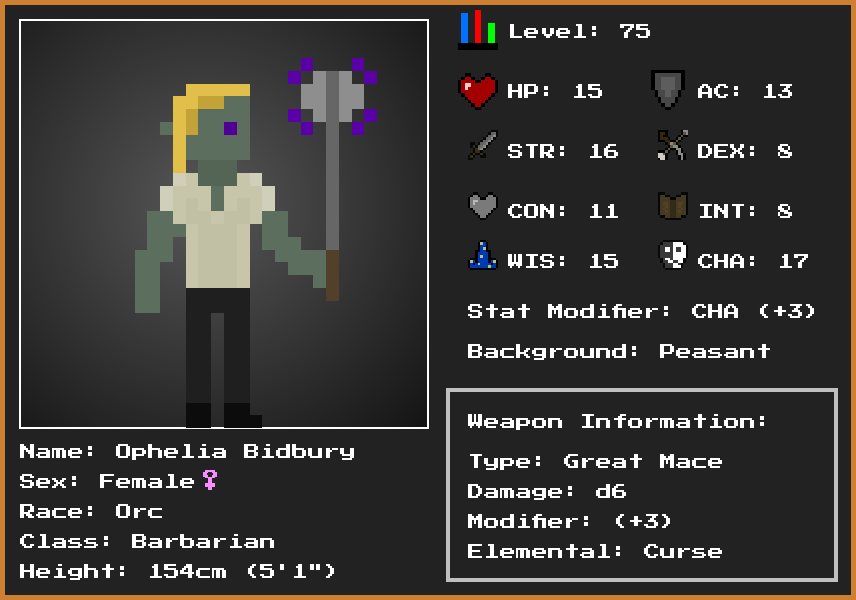 Level: 75
HP: 15
AC: 13
STR: 16
DEX: 8
CON: 11
INT: 8
WIS: 15
CHA: 17
Stat Modifier: CHA (+3)
Background: Peasant
Weapon Information:
Type: Great Mace
Damage: d6
Modifier: (+3)
Elemental: Curse
Name: Ophelia Bidbury
Sex: Female♀
Race: Orc
Class: Barbarian
Height: 154cm (5'1")